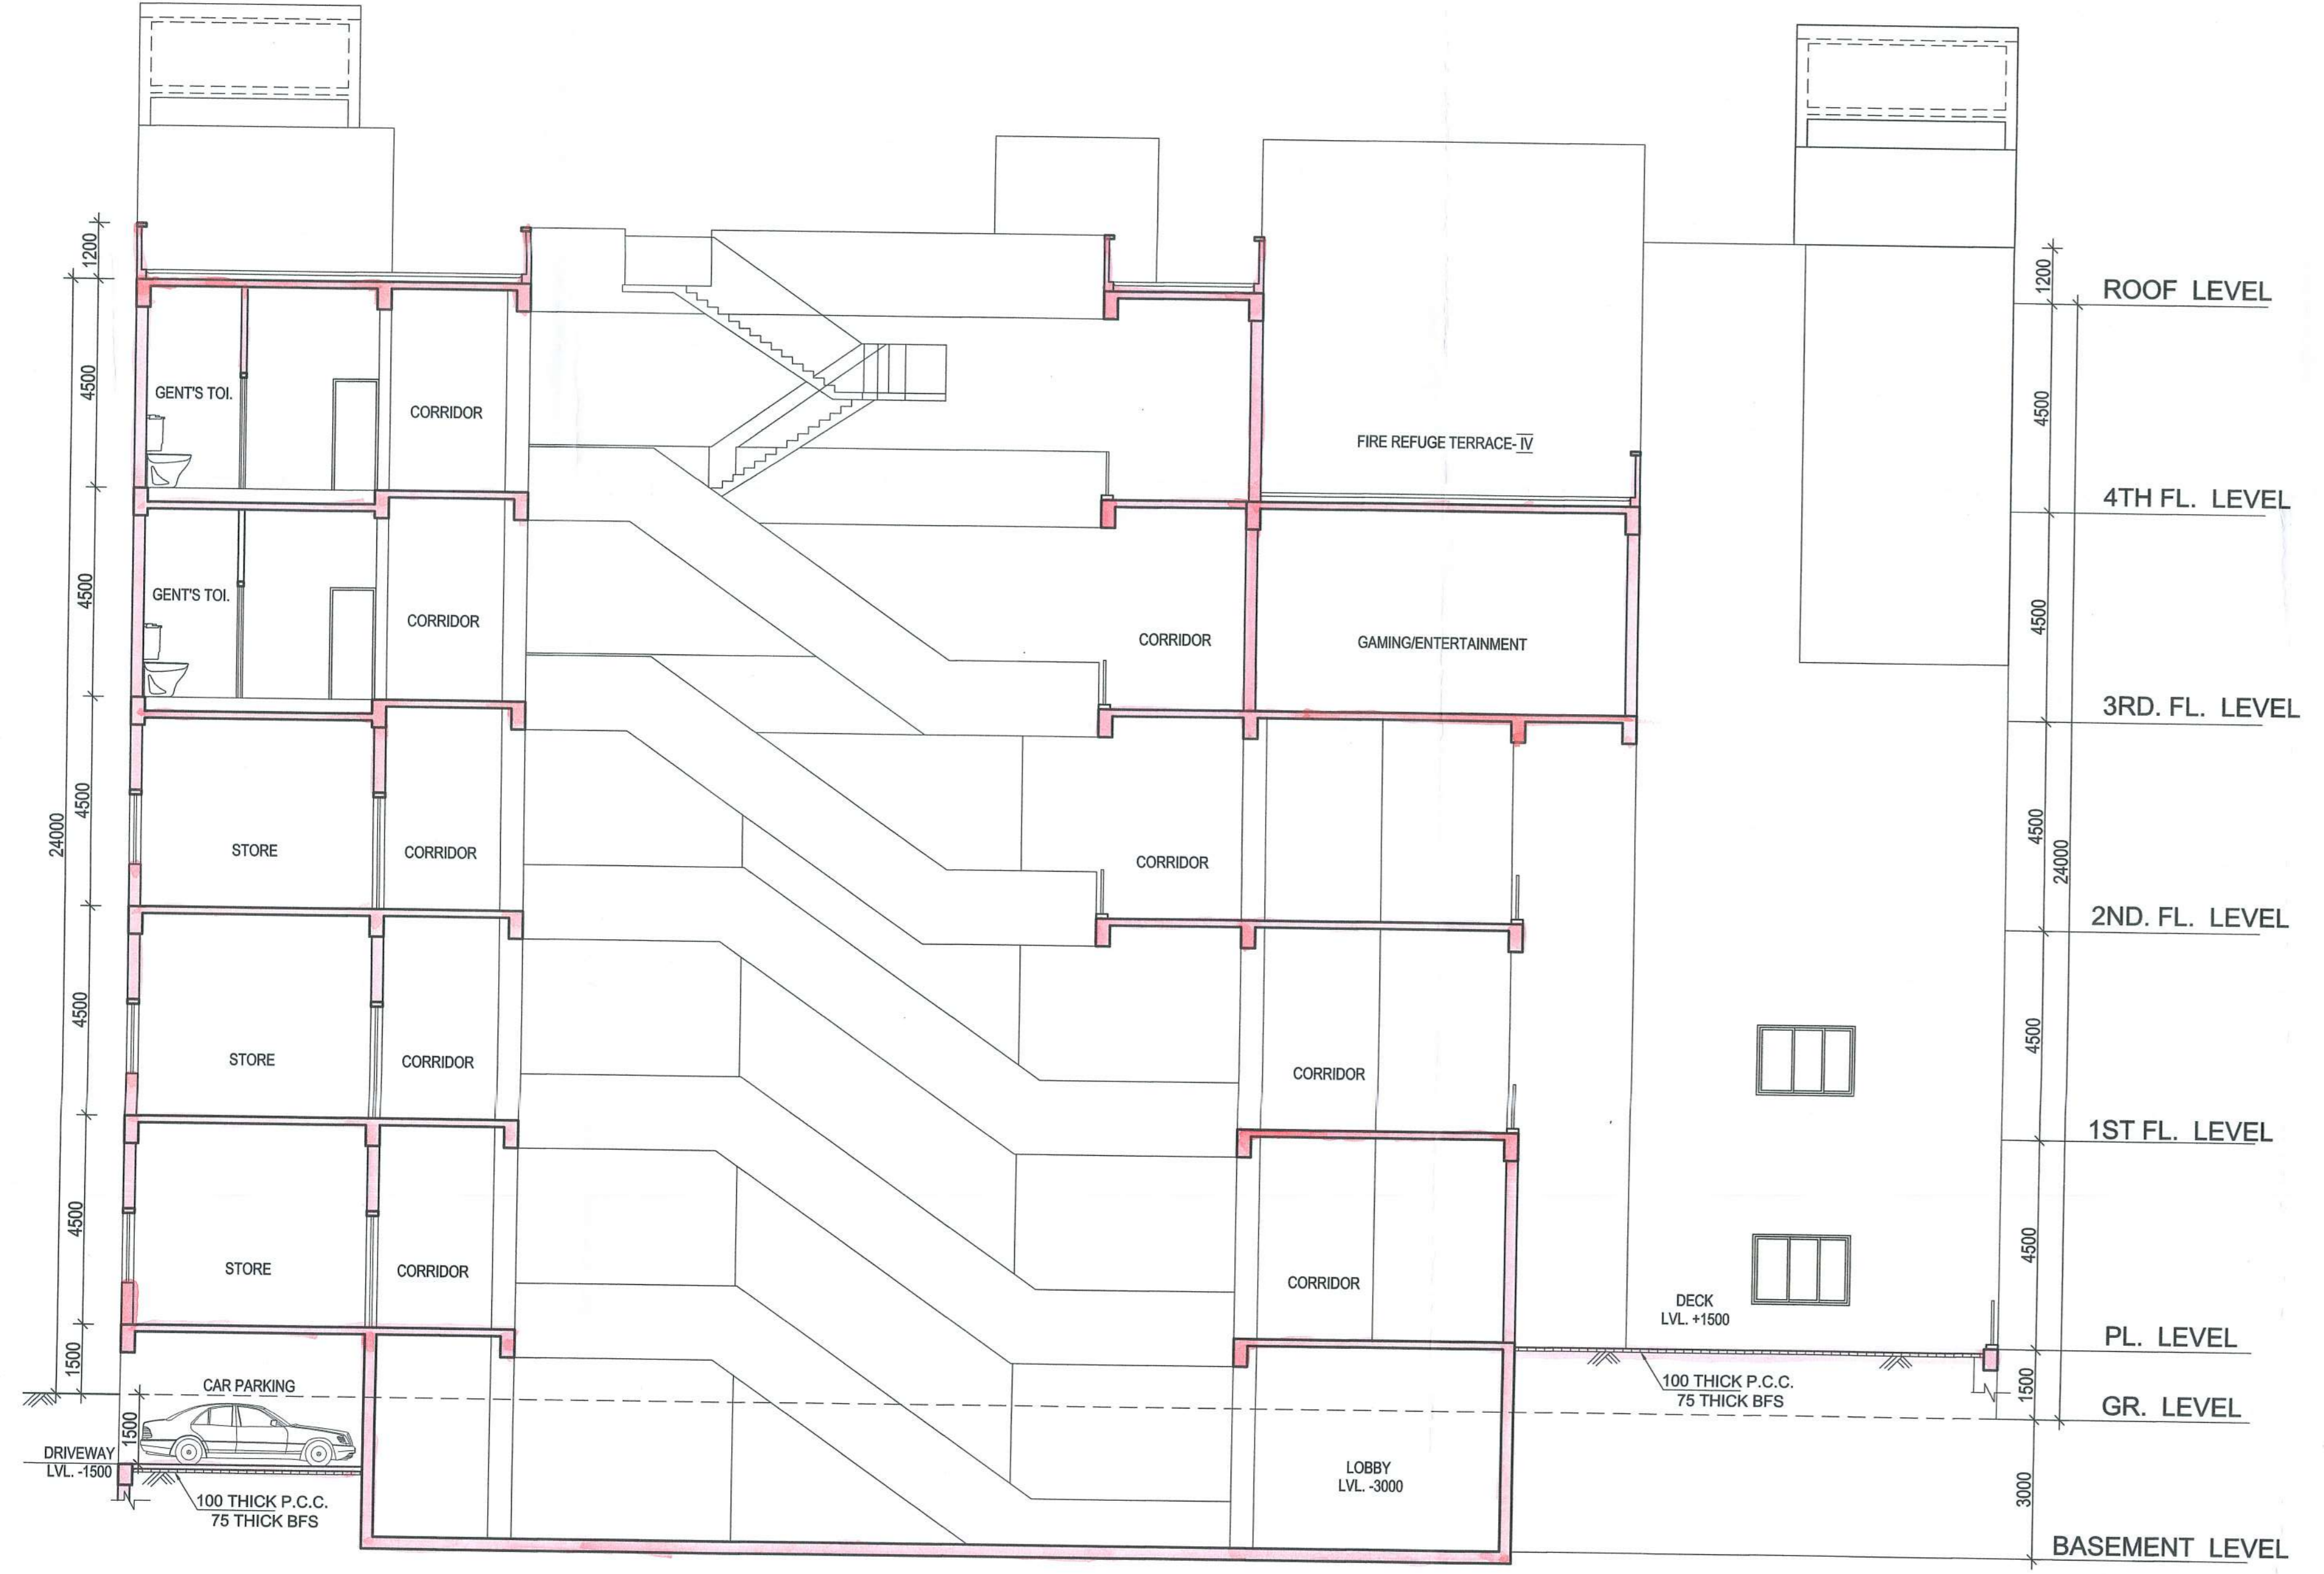 1200
1200
ROOF LEVEL
4500
GENT'S TOI.
CORRIDOR
FIRE REFUGE TERRACE- IV
4500
4TH FL. LEVEL
4500
GENT'S TOI.
CORRIDOR
CORRIDOR
GAMING/ENTERTAINMENT
4500
3RD. FL. LEVEL
24000
4500
STORE
CORRIDOR
CORRIDOR
4500
24000
2ND. FL. LEVEL
4500
STORE
CORRIDOR
CORRIDOR
4500
1ST FL. LEVEL
4500
STORE
CORRIDOR
CORRIDOR
DECK
LVL. +1500
4500
PL. LEVEL
1500
CAR PARKING
100 THICK P.C.C.
75 THICK BFS
1500
GR. LEVEL
1500
DRIVEWAY
LVL. -1500
LOBBY
LVL. -3000
100 THICK P.C.C.
75 THICK BFS
3000
BASEMENT LEVEL